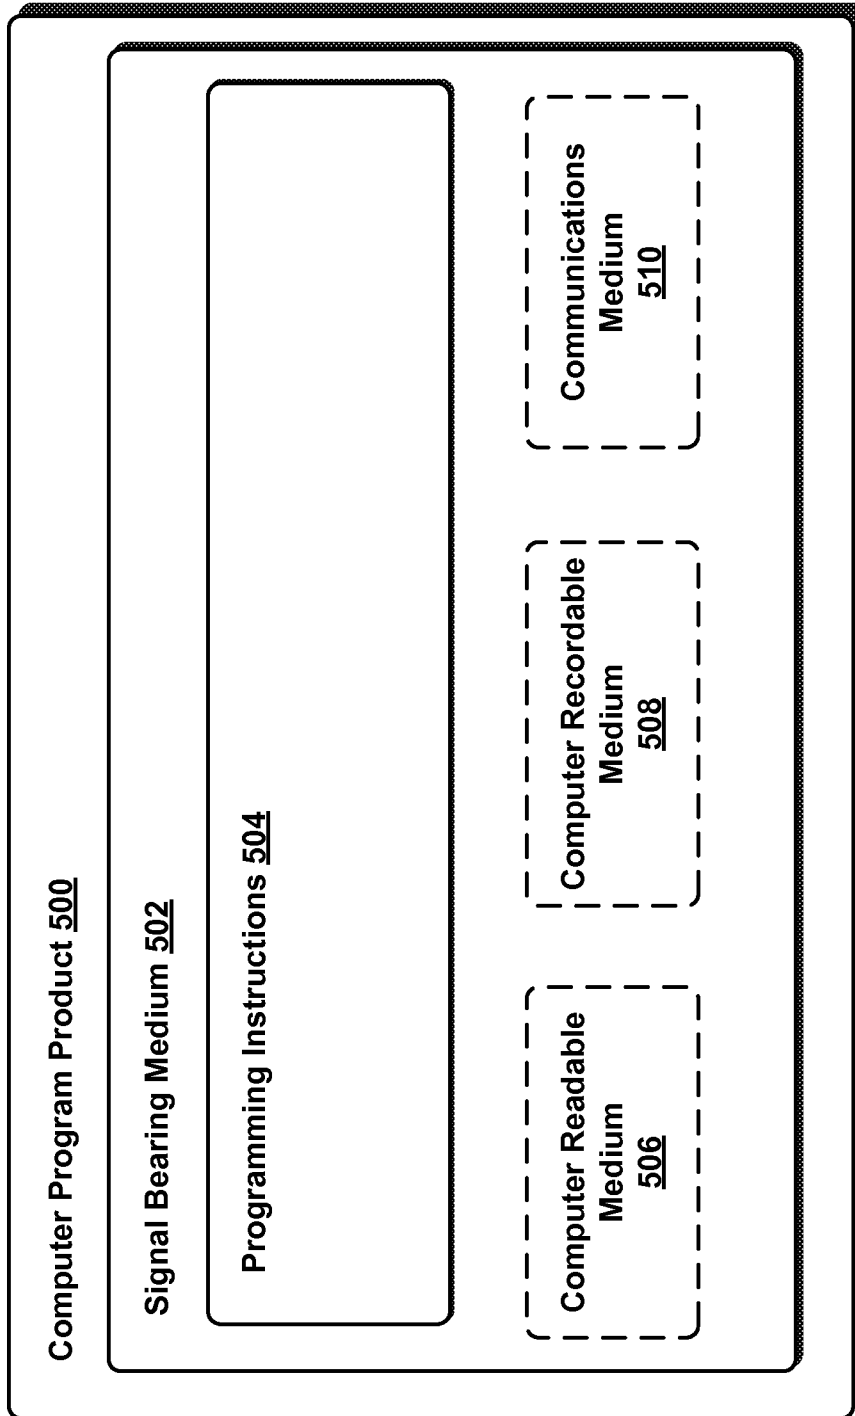 Computer Program Product 500
Signal Bearing Medium 502
Programming Instructions 504
Computer Readable
Medium
506
Computer Recordable
Medium
508
Communications
Medium
510